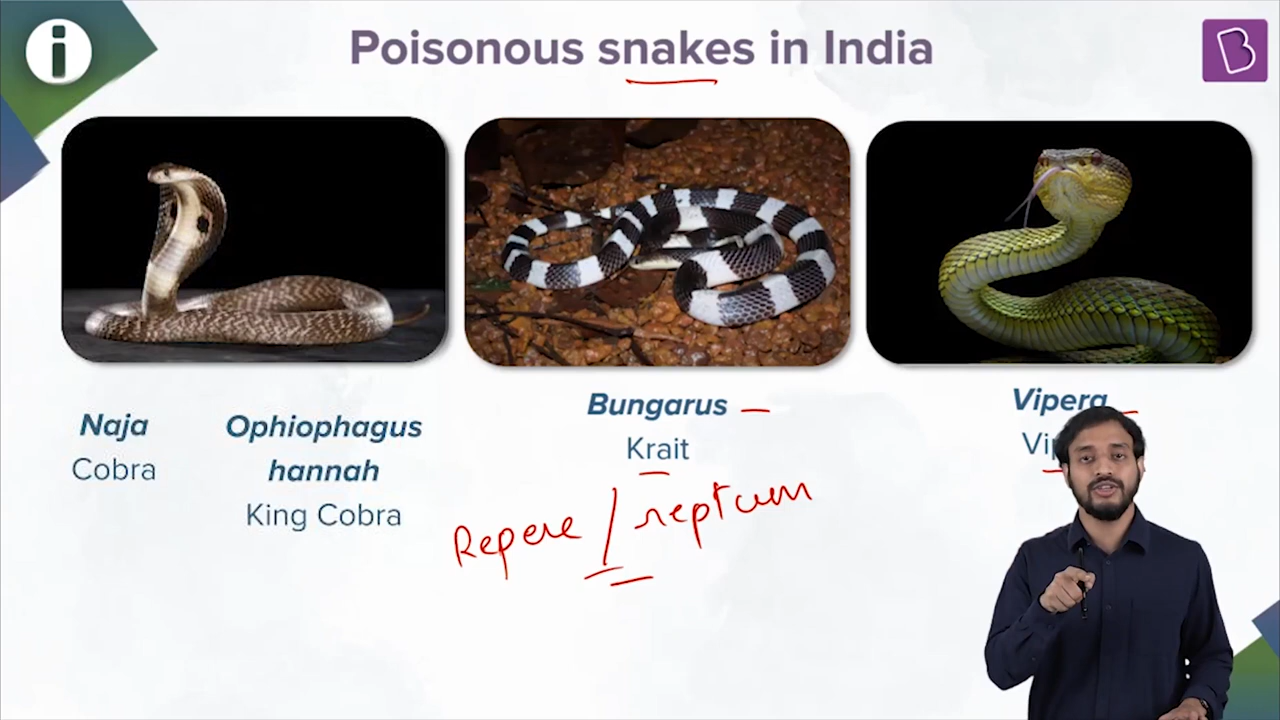 Poisonous snakes in India
Naja
Cobra
Ophiophagus
hannah
King Cobra
Bungarus
Krait
Vipera
Repere / reptum